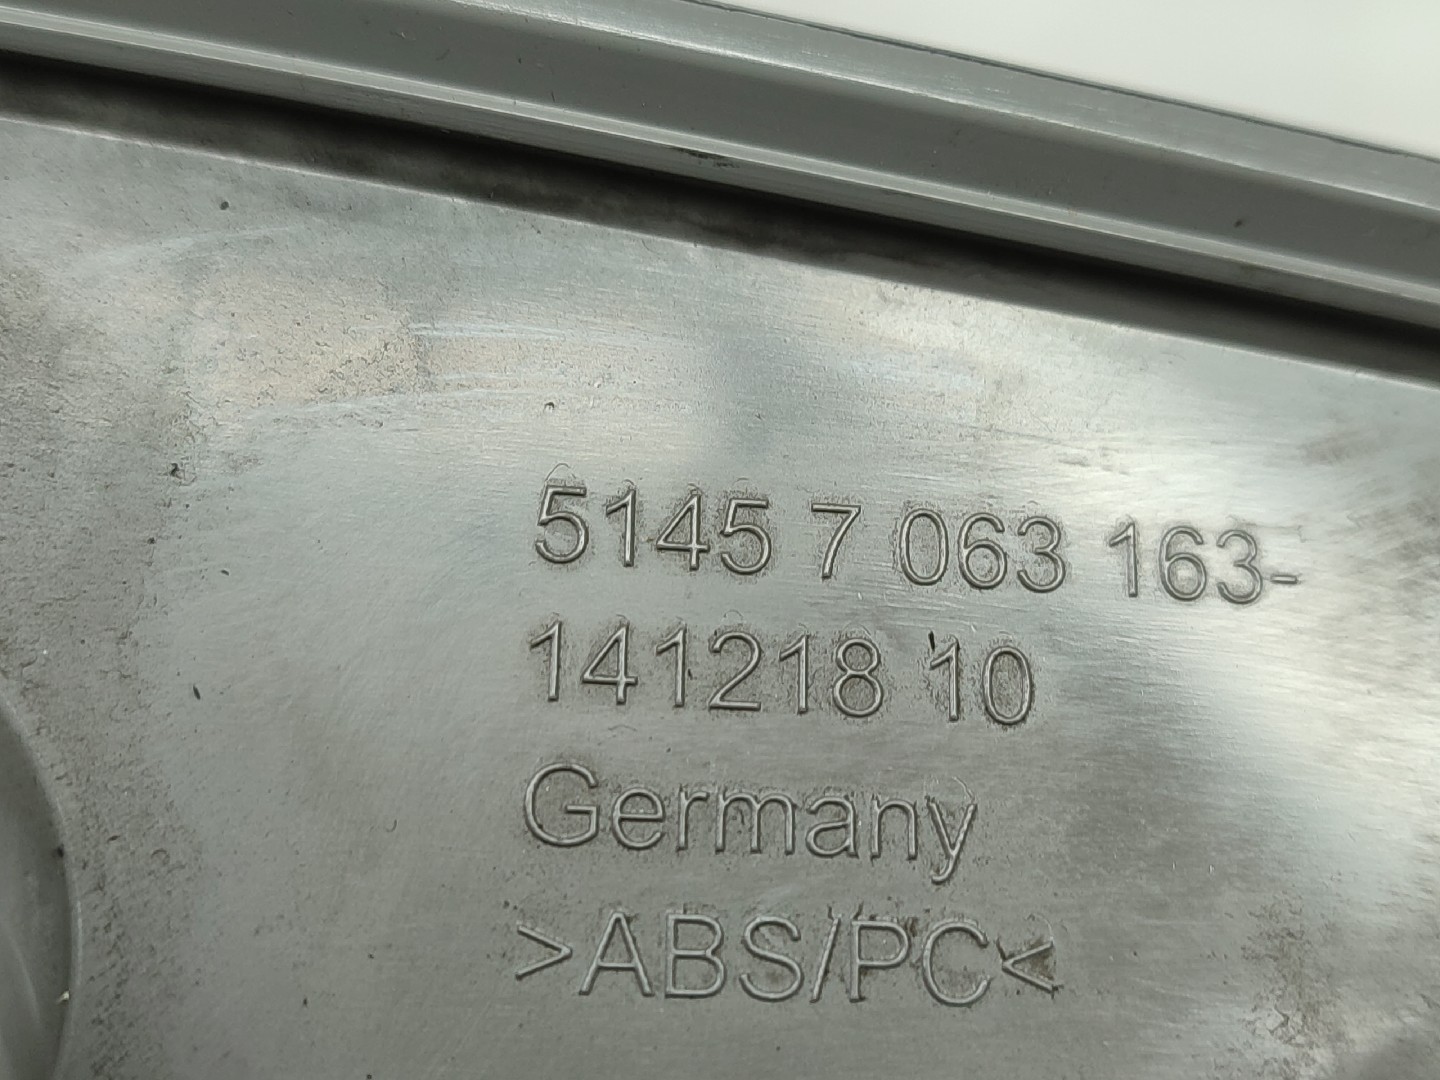 5145 7 063 163-
141218 10
Germany
>ABS/PC<